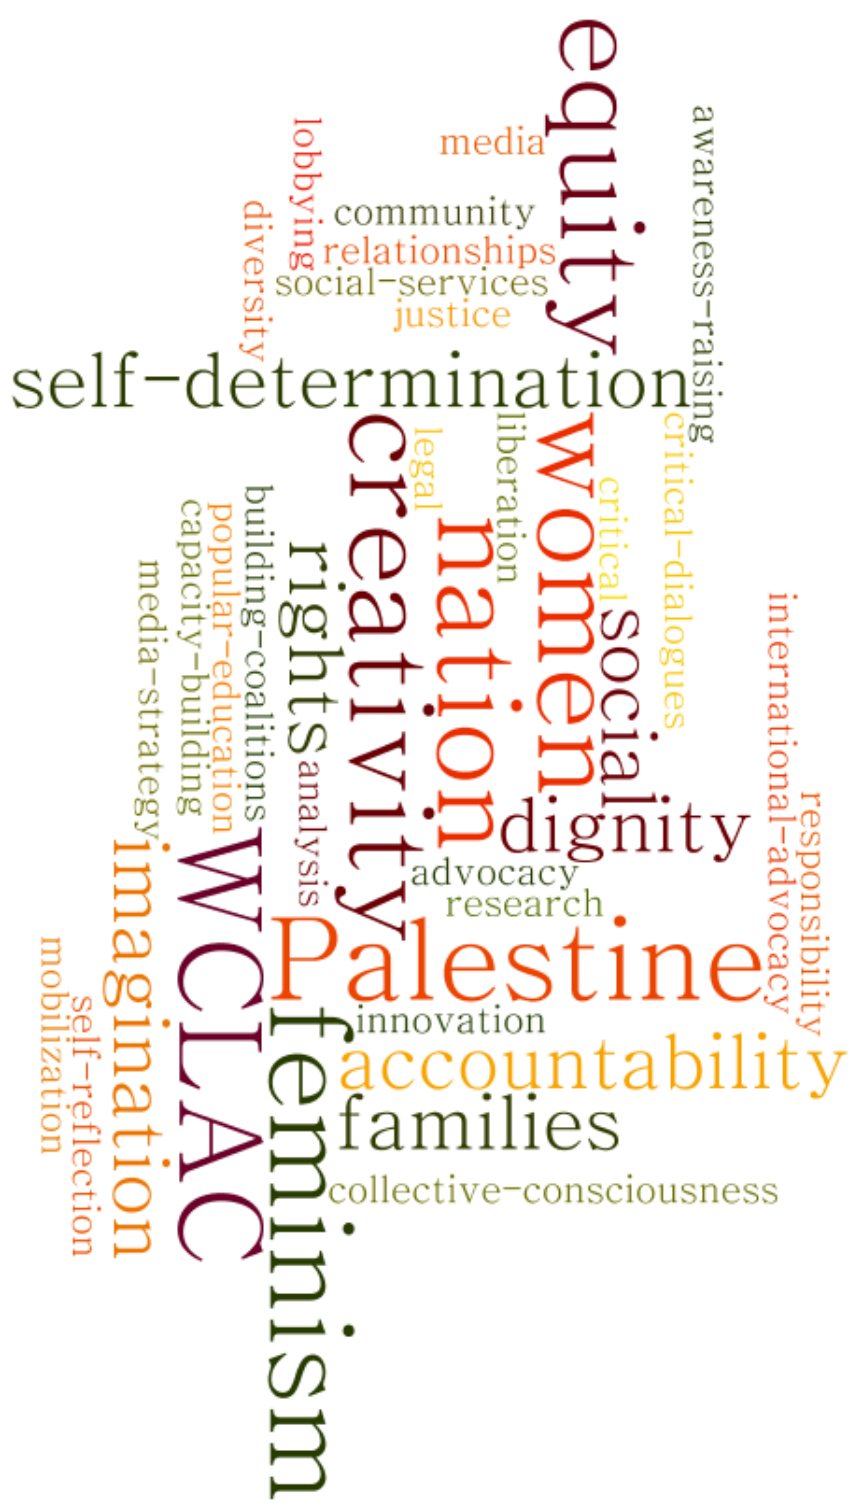 equity
awareness-raising
lobbying
media
diversity
community
relationships
social-services
justice
self-determination
creativity
legal
liberation
women
critical-dialogues
critical
building-coalitions
popular-education
capacity-building
media-strategy
rights
nation
social
international-advocacy
responsibility
analysis
dignity
imagination
WCLAC
advocacy
research
Palestine
mobilization
self-reflection
feminism
innovation
accountability
families
collective-consciousness